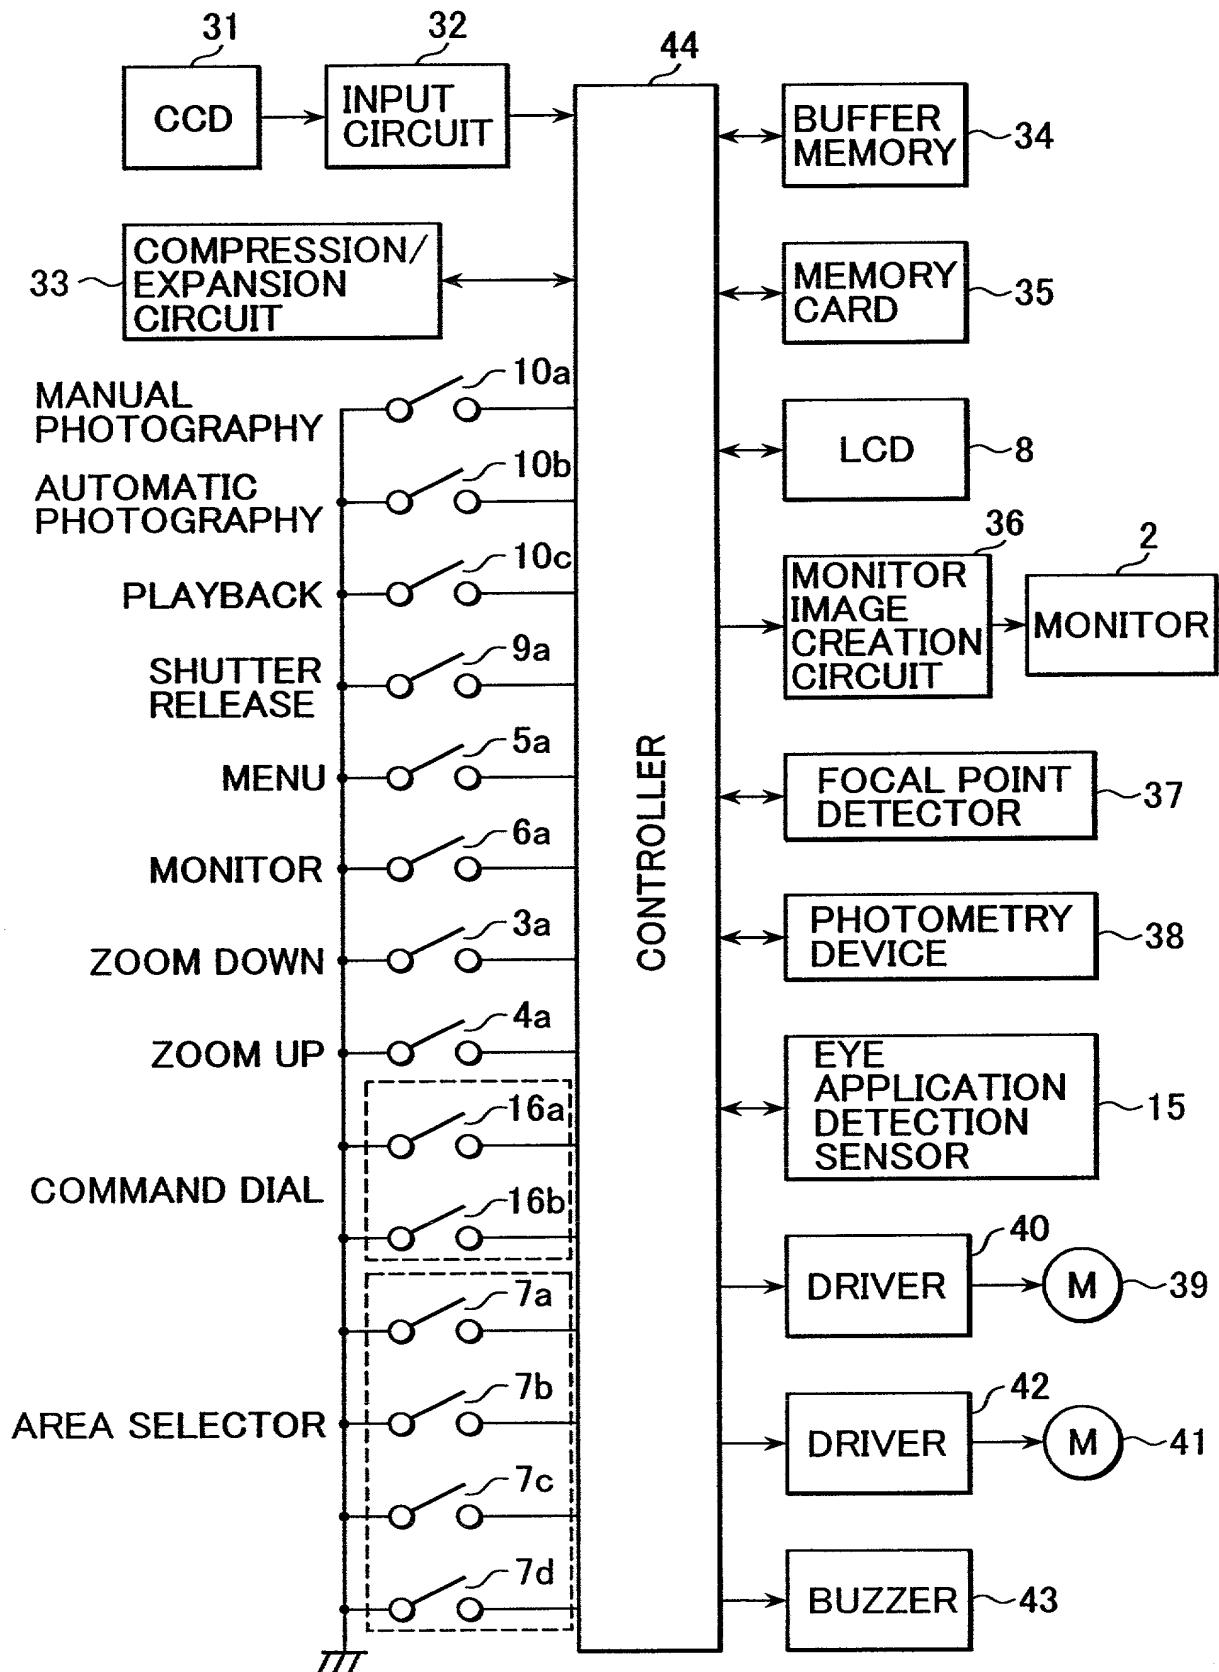 31
32
44
CCD
INPUT
CIRCUIT
BUFFER
MEMORY
34
33
COMPRESSION/
EXPANSION
CIRCUIT
MEMORY
CARD
35
MANUAL
PHOTOGRAPHY
10a
LCD
8
AUTOMATIC
PHOTOGRAPHY
10b
36
2
PLAYBACK
10c
MONITOR
IMAGE
CREATION
CIRCUIT
MONITOR
SHUTTER
RELEASE
9a
CONTROLLER
MENU
5a
FOCAL POINT
DETECTOR
37
MONITOR
6a
PHOTOMETRY
DEVICE
38
ZOOM DOWN
3a
ZOOM UP
4a
EYE
APPLICATION
DETECTION
SENSOR
15
COMMAND DIAL
16a
16b
40
DRIVER
M
39
AREA SELECTOR
7a
7b
7c
7d
42
DRIVER
M
41
BUZZER
43